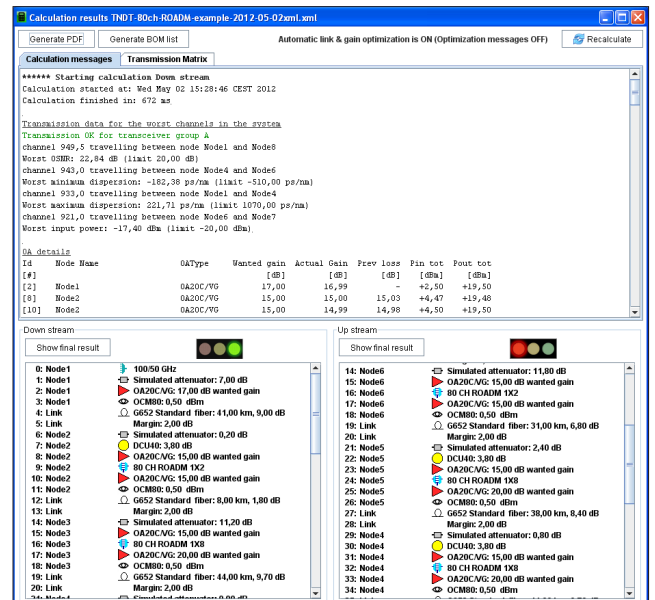 Calculation results TNDT-80ch-ROADM-example-2012-05-02xml.xml
Generate PDF
Generate BOM list
Automatic link & gain optimization is ON (Optimization messages OFF)
Recalculate
Calculation messages
Transmission Matrix
****** Starting calculation Down stream
Calculation started at: Wed May 02 15:28:46 CEST 2012
Calculation finished in: 672 ms
Transmission data for the worst channels in the system
Transmission OK for transceiver group A
channel 949,5 travelling between node Node1 and Node8
Worst OSNR: 22,84 dB (limit 20,00 dB)
channel 943,0 travelling between node Node4 and Node6
Worst minimum dispersion: -182,38 ps/nm (limit -510,00 ps/nm)
channel 933,0 travelling between node Node1 and Node4
Worst maximum dispersion: 221,71 ps/nm (limit 1070,00 ps/nm)
channel 921,0 travelling between node Node6 and Node7
Worst input power: -17,40 dBm (limit -20,00 dBm)
OA details
Id Node Name OAType Wanted gain Actual Gain Prev loss Pin tot Pout tot
[#] [dB] [dB] [dB] [dBm] [dBm]
[2] Node1 OA20C/VG 17,00 16,99 - +2,50 +19,50
[8] Node2 OA20C/VG 15,00 15,00 15,03 +4,47 +19,48
[10] Node2 OA20C/VG 15,00 14,99 14,98 +4,50 +19,50
Down stream
Show final result
0: Node1 100/50 GHz
1: Node1 Simulated attenuator: 7,00 dB
2: Node1 OA20C/VG: 17,00 dB wanted gain
3: Node1 OCM80: 0,50 dBm
4: Link G652 Standard fiber: 41,00 km, 9,00 dB
5: Link Margin: 2,00 dB
6: Node2 Simulated attenuator: 0,20 dB
7: Node2 DCU40: 3,80 dB
8: Node2 OA20C/VG: 15,00 dB wanted gain
9: Node2 80 CH ROADM 1X2
10: Node2 OA20C/VG: 15,00 dB wanted gain
11: Node2 OCM80: 0,50 dBm
12: Link G652 Standard fiber: 8,00 km, 1,80 dB
13: Link Margin: 2,00 dB
14: Node3 Simulated attenuator: 11,20 dB
15: Node3 OA20C/VG: 15,00 dB wanted gain
16: Node3 80 CH ROADM 1X8
17: Node3 OA20C/VG: 20,00 dB wanted gain
18: Node3 OCM80: 0,50 dBm
19: Link G652 Standard fiber: 44,00 km, 9,70 dB
20: Link Margin: 2,00 dB
Up stream
Show final result
14: Node6 Simulated attenuator: 11,80 dB
15: Node6 OA20C/VG: 15,00 dB wanted gain
16: Node6 80 CH ROADM 1X2
17: Node6 OA20C/VG: 15,00 dB wanted gain
18: Node6 OCM80: 0,50 dBm
19: Link G652 Standard fiber: 31,00 km, 6,80 dB
20: Link Margin: 2,00 dB
21: Node5 Simulated attenuator: 2,40 dB
22: Node5 DCU40: 3,80 dB
23: Node5 OA20C/VG: 15,00 dB wanted gain
24: Node5 80 CH ROADM 1X8
25: Node5 OA20C/VG: 20,00 dB wanted gain
26: Node5 OCM80: 0,50 dBm
27: Link G652 Standard fiber: 38,00 km, 8,40 dB
28: Link Margin: 2,00 dB
29: Node4 Simulated attenuator: 0,80 dB
30: Node4 DCU40: 3,80 dB
31: Node4 OA20C/VG: 15,00 dB wanted gain
32: Node4 80 CH ROADM 1X8
33: Node4 OA20C/VG: 20,00 dB wanted gain
34: Node4 OCM80: 0,50 dBm